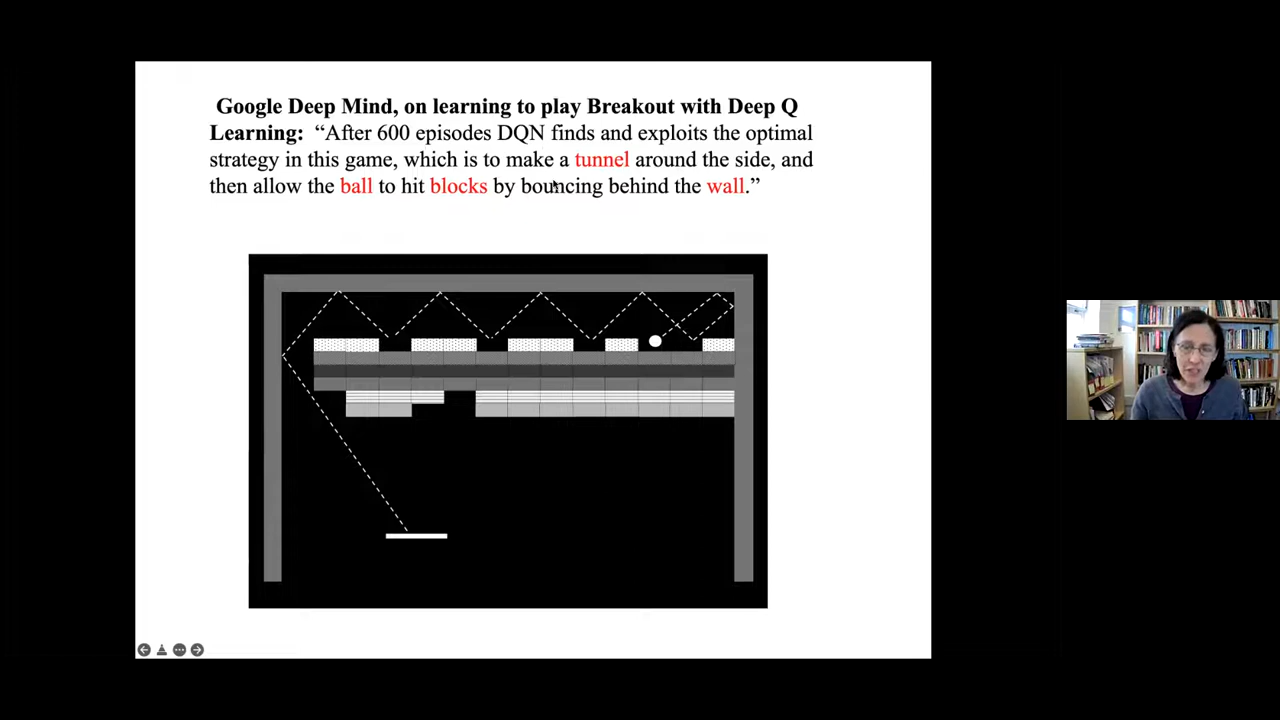 Google Deep Mind, on learning to play Breakout with Deep Q
Learning: “After 600 episodes DQN finds and exploits the optimal
strategy in this game, which is to make a tunnel around the side, and
then allow the ball to hit blocks by bouncing behind the wall.”